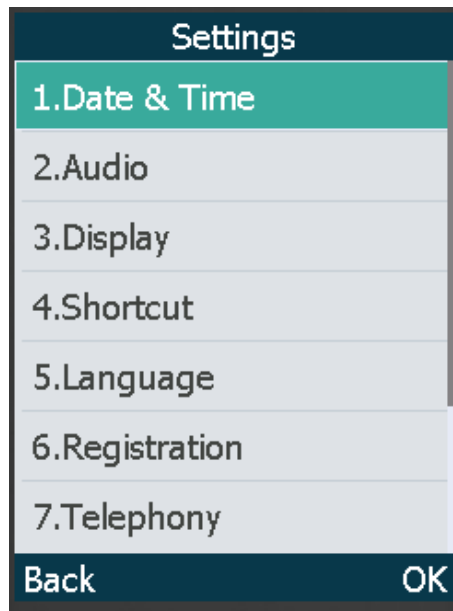 Settings
1.Date & Time
2.Audio
3.Display
4.Shortcut
5.Language
6.Registration
7.Telephony
Back OK